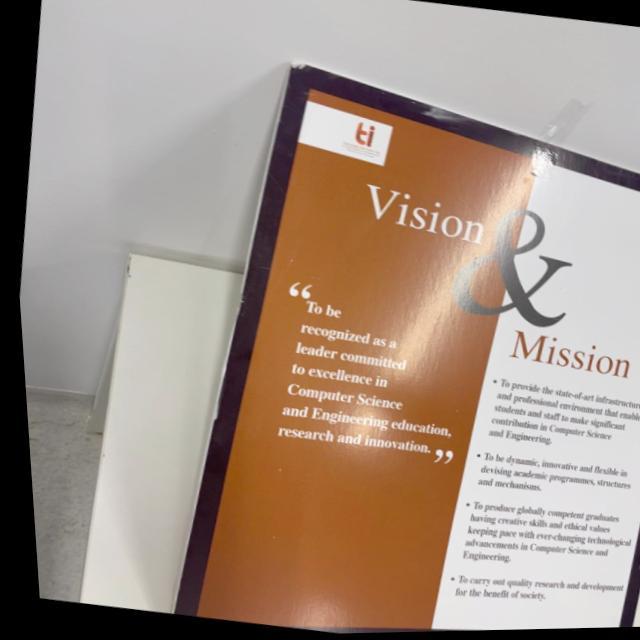 ti
Vision
&
Mission
“To be
recognized as a
leader committed
to excellence in
Computer Science
and Engineering education,
research and innovation.”
• To provide the state-of-art infrastructure
and professional environment that enable
students and staff to make significant
contribution in Computer Science
and Engineering.
• To be dynamic, innovative and flexible in
devising academic programmes, structures
and mechanisms.
• To produce globally competent graduates
having creative skills and ethical values
keeping pace with ever-changing technological
advancements in Computer Science and
Engineering.
• To carry out quality research and development
for the benefit of society.